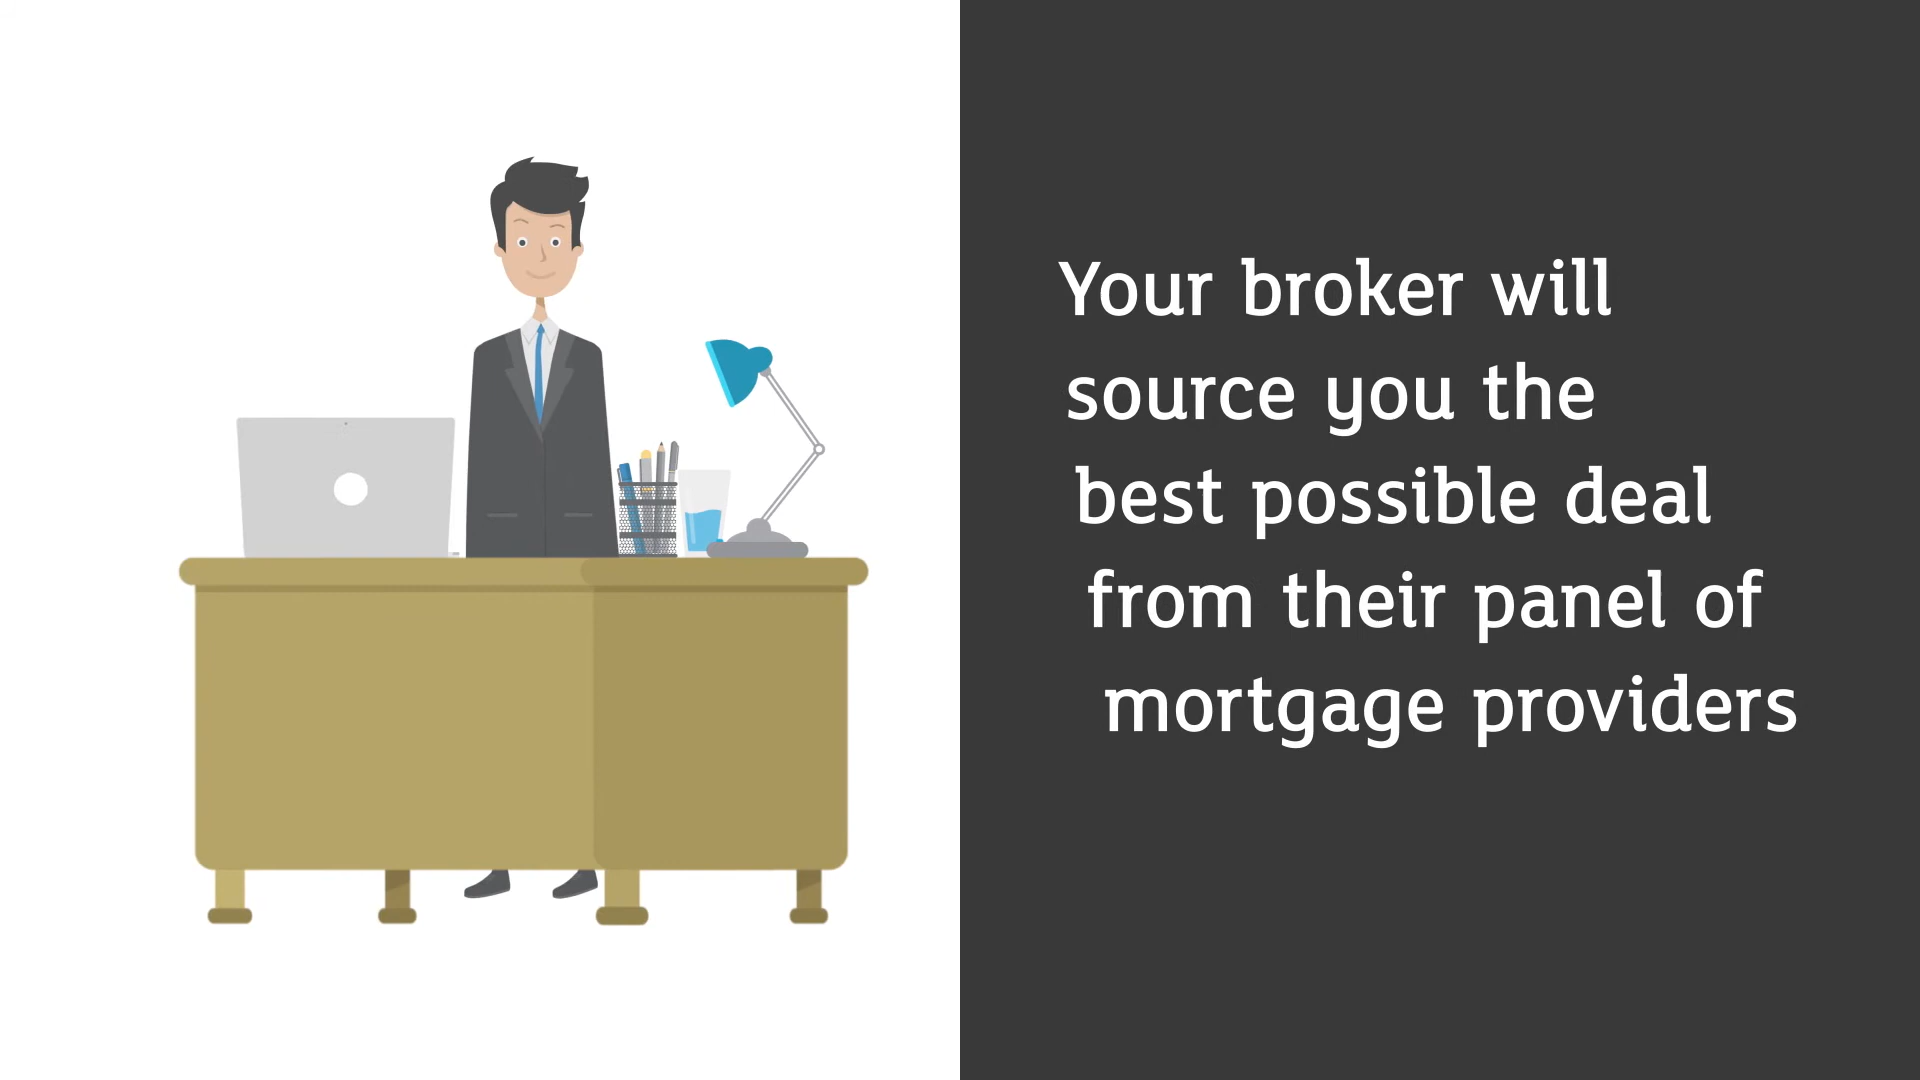 Your broker will
source you the
best possible deal
from their panel of
mortgage providers